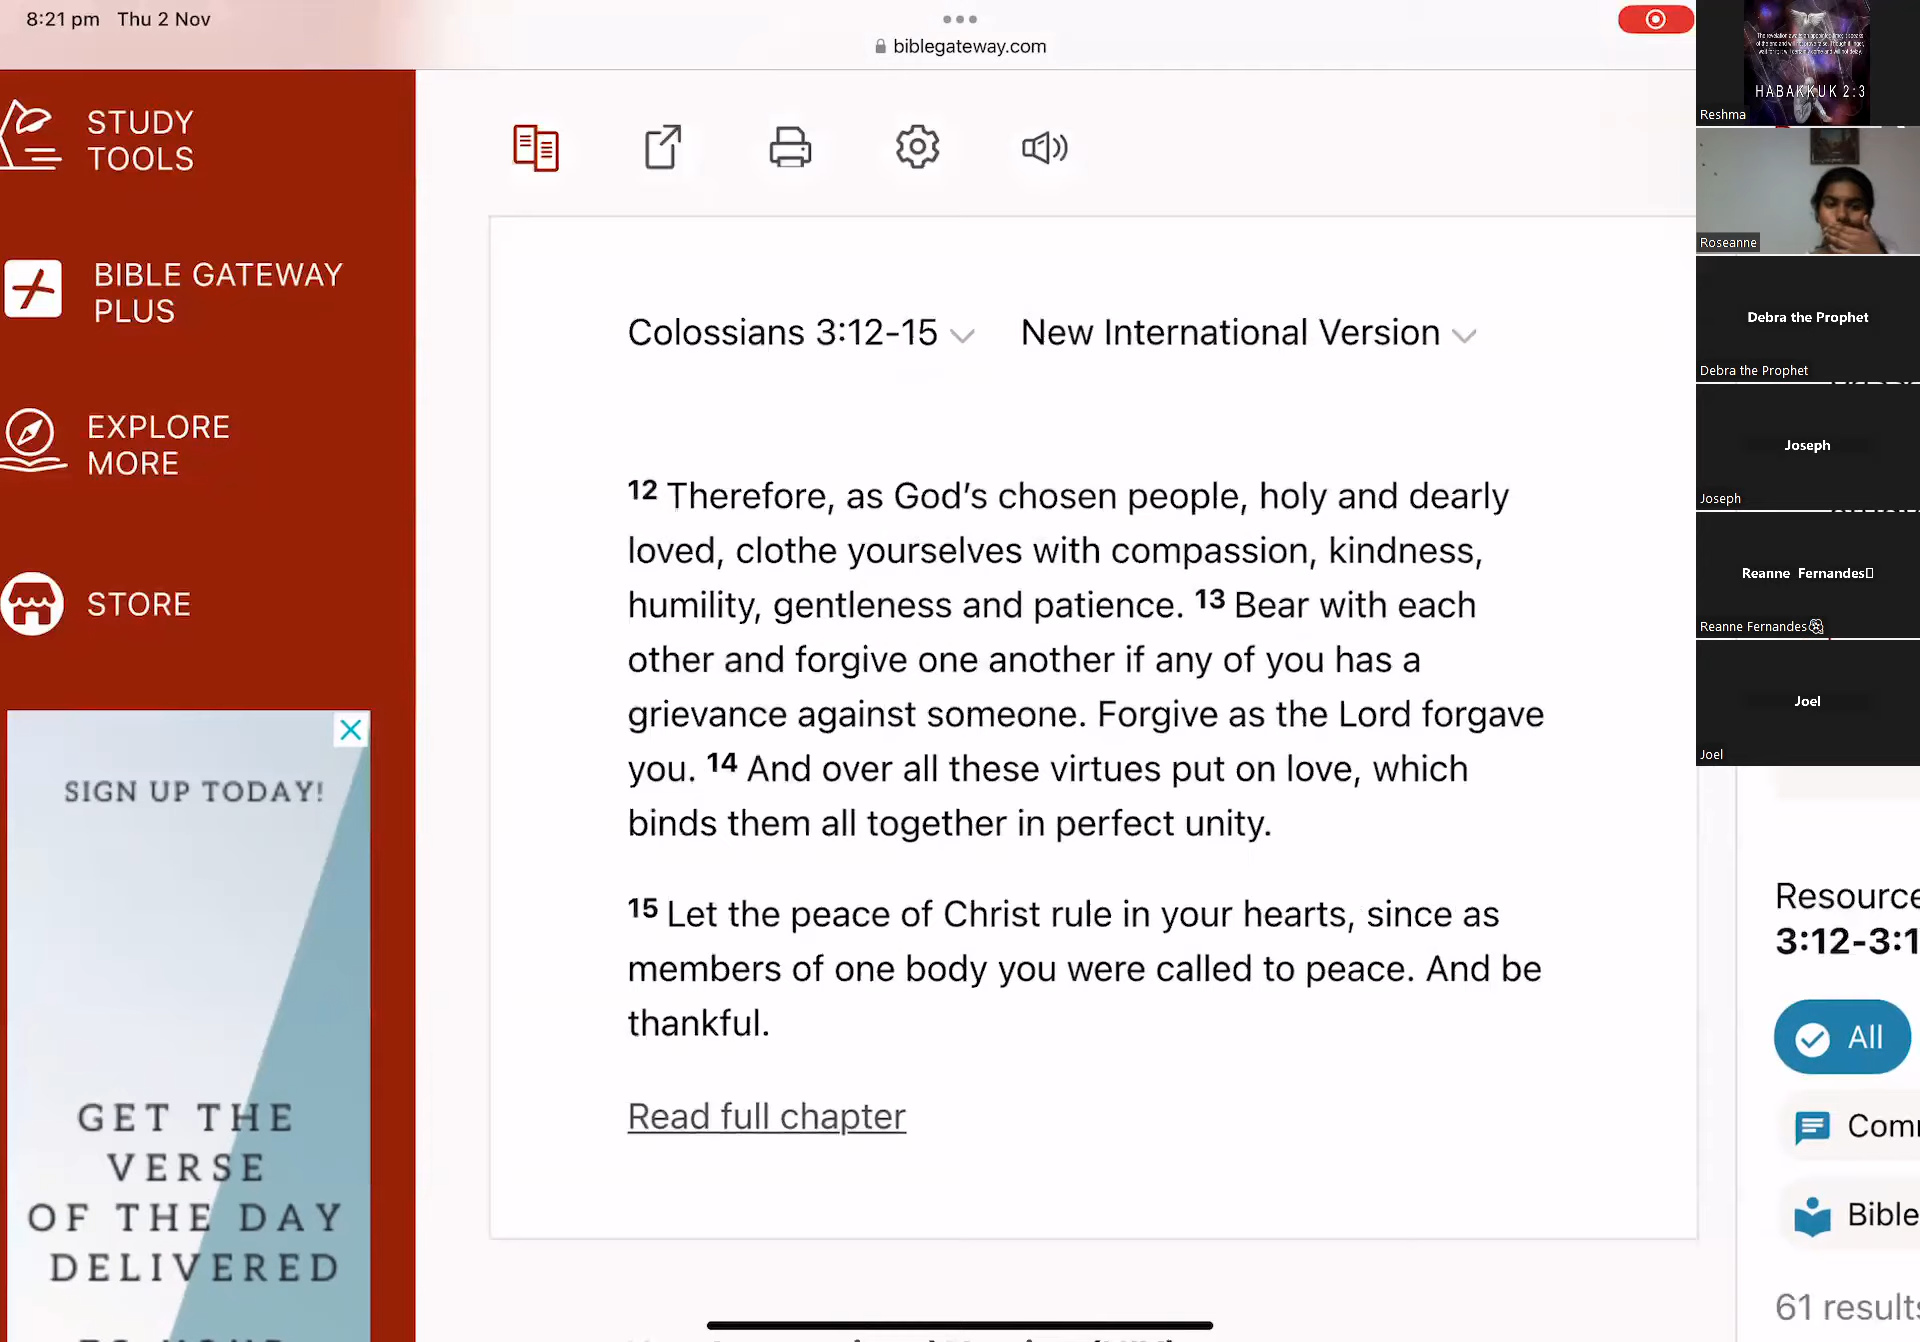 8:21 pm Thu 2 Nov
biblegateway.com
STUDY
TOOLS
BIBLE GATEWAY
PLUS
EXPLORE
MORE
STORE
SIGN UP TODAY!
GET THE
VERSE
OF THE DAY
DELIVERED
Colossians 3:12-15 New International Version
12 Therefore, as God’s chosen people, holy and dearly
loved, clothe yourselves with compassion, kindness,
humility, gentleness and patience. 13 Bear with each
other and forgive one another if any of you has a
grievance against someone. Forgive as the Lord forgave
you. 14 And over all these virtues put on love, which
binds them all together in perfect unity.
15 Let the peace of Christ rule in your hearts, since as
members of one body you were called to peace. And be
thankful.
Read full chapter
HABAKKUK 2:3
Reshma
Roseanne
Debra the Prophet
Debra the Prophet
Joseph
Joseph
Reanne Fernandes
Reanne Fernandes
Joel
Joel
Resource
3:12-3:1
All
Com
Bible
61 results